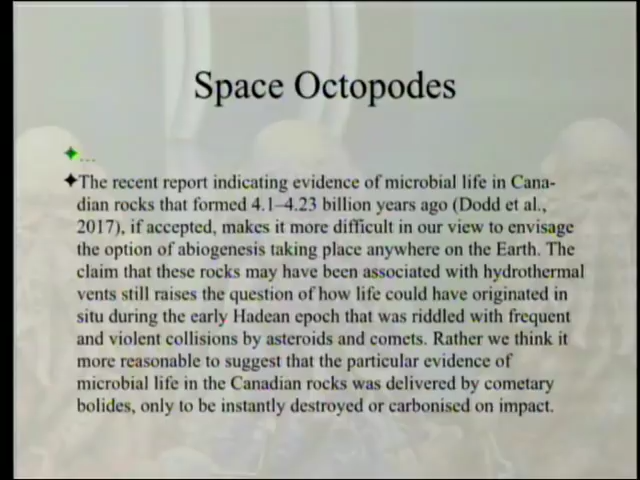 Space Octopodes
...
The recent report indicating evidence of microbial life in Cana-
dian rocks that formed 4.1–4.23 billion years ago (Dodd et al.,
2017), if accepted, makes it more difficult in our view to envisage
the option of abiogenesis taking place anywhere on the Earth. The
claim that these rocks may have been associated with hydrothermal
vents still raises the question of how life could have originated in
situ during the early Hadean epoch that was riddled with frequent
and violent collisions by asteroids and comets. Rather we think it
more reasonable to suggest that the particular evidence of
microbial life in the Canadian rocks was delivered by cometary
bolides, only to be instantly destroyed or carbonised on impact.